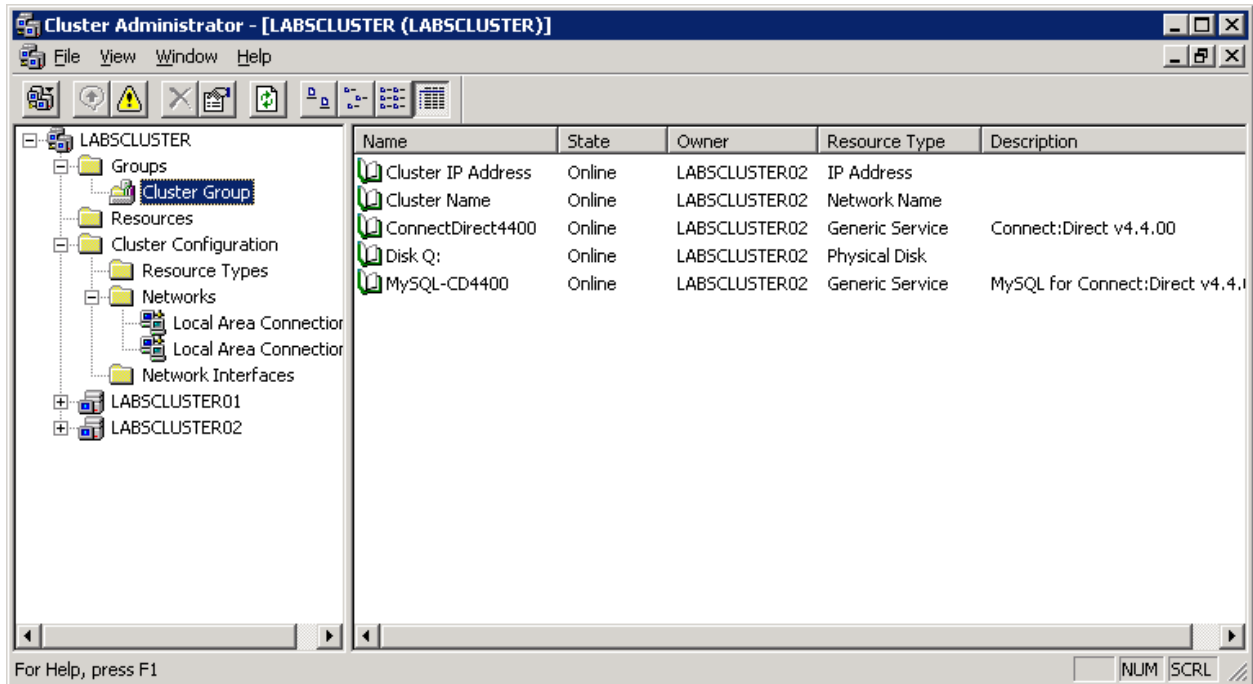 Cluster Administrator - [LABSCLUSTER (LABSCLUSTER)]
File View Window Help
LABSCLUSTER
Groups
Cluster Group
Resources
Cluster Configuration
Resource Types
Networks
Local Area Connection
Local Area Connection
Network Interfaces
LABSCLUSTER01
LABSCLUSTER02
Name State Owner Resource Type Description
Cluster IP Address Online LABSCLUSTER02 IP Address
Cluster Name Online LABSCLUSTER02 Network Name
ConnectDirect4400 Online LABSCLUSTER02 Generic Service Connect:Direct v4.4.00
Disk Q: Online LABSCLUSTER02 Physical Disk
MySQL-CD4400 Online LABSCLUSTER02 Generic Service MySQL for Connect:Direct v4.4.
For Help, press F1 NUM SCRL